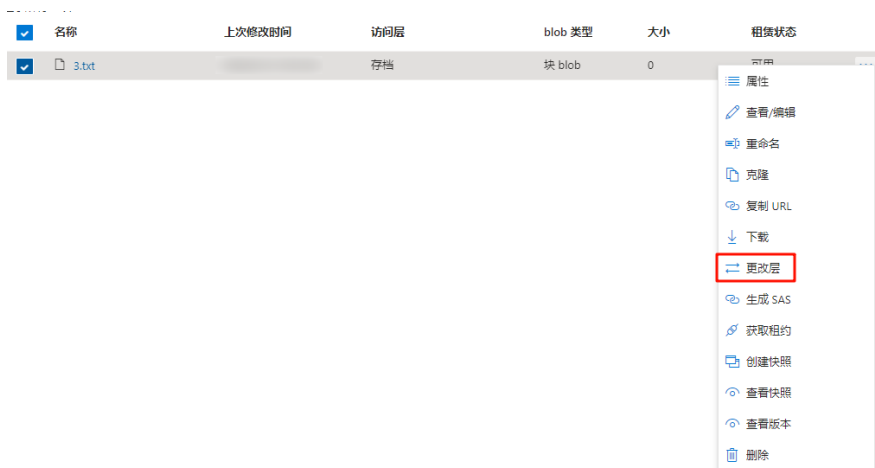 名称 上次修改时间 访问层 blob 类型 大小 租赁状态
3.txt 存档 块 blob 0 可用
属性
查看/编辑
重命名
克隆
复制 URL
下载
更改层
生成 SAS
获取租约
创建快照
查看快照
查看版本
删除